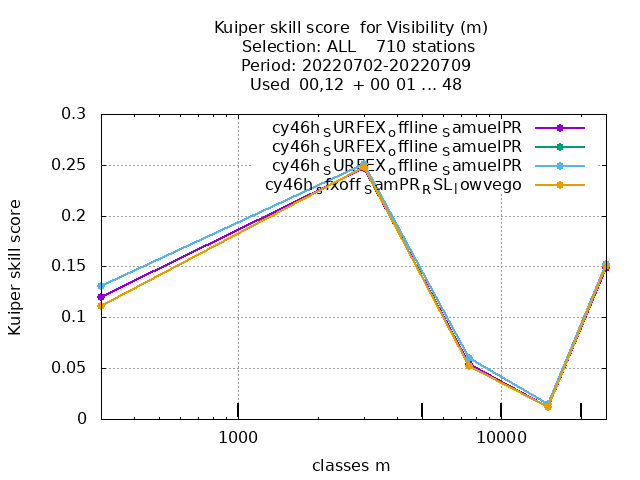 Kuiper skill score  for Visibility (m)
Selection: ALL    710 stations
Period: 20220702-20220709
Used  00,12  + 00 01 ... 48
cy46h_SURFEX_offline_SamuelPR
cy46h_SURFEX_offline_SamuelPR
cy46h_SURFEX_offline_SamuelPR
cy46h_sfxoff_SamPR_RSL_lowvego
0.3
0.25
0.2
0.15
0.1
0.05
0
Kuiper skill score
1000
10000
classes m